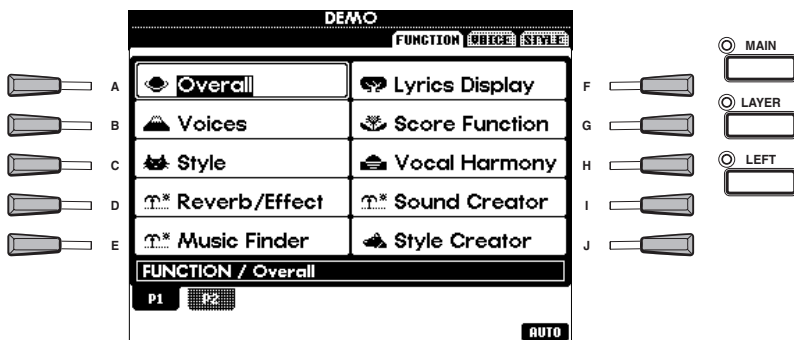 DEMO
FUNCTION VOICE STYLE
MAIN
A Overall Lyrics Display F
LAYER
B Voices Score Function G
LEFT
C Style Vocal Harmony H
D Reverb/Effect Sound Creator I
E Music Finder Style Creator J
FUNCTION / Overall
P1 P2
AUTO